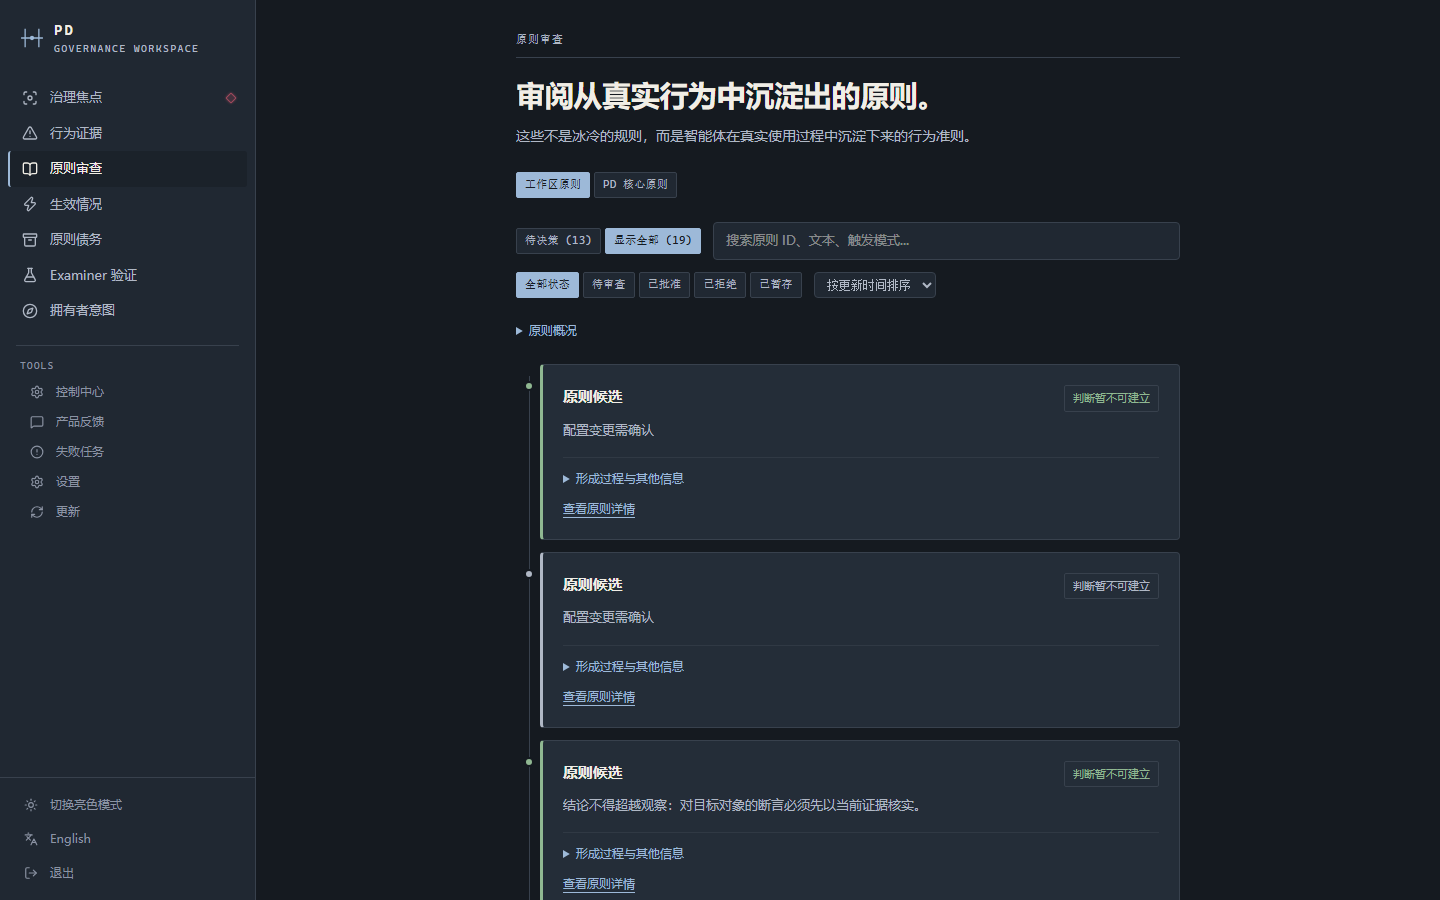 PD
GOVERNANCE WORKSPACE
治理焦点
行为证据
原则审查
生效情况
原则债务
Examiner 验证
拥有者意图
TOOLS
控制中心
产品反馈
失败任务
设置
更新
切换亮色模式
English
退出
原则审查
审阅从真实行为中沉淀出的原则。
这些不是冰冷的规则，而是智能体在真实使用过程中沉淀下来的行为准则。
工作区原则 PD 核心原则
待决策 (13) 显示全部 (19) 搜索原则 ID、文本、触发模式...
全部状态 待审查 已批准 已拒绝 已暂存 按更新时间排序
原则概况
原则候选 判断暂不可建立
配置变更需确认
形成过程与其他信息
查看原则详情
原则候选 判断暂不可建立
配置变更需确认
形成过程与其他信息
查看原则详情
原则候选 判断暂不可建立
结论不得超越观察：对目标对象的断言必须先以当前证据核实。
形成过程与其他信息
查看原则详情